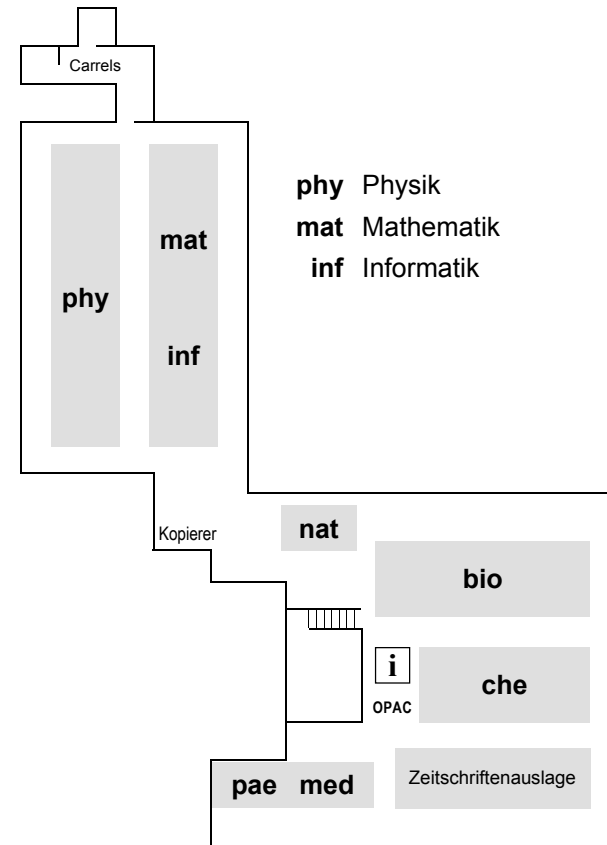 Carrels
phy Physik
mat Mathematik
inf Informatik
mat
phy
inf
Kopierer
nat
bio
i
che
OPAC
pae med
Zeitschriftenauslage